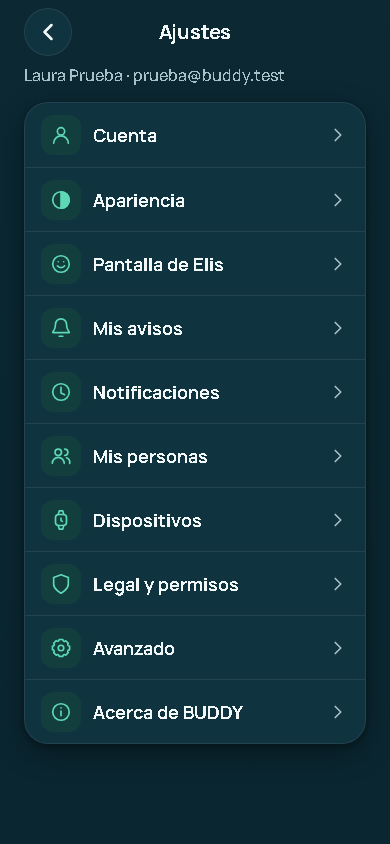 Ajustes
Laura Prueba · prueba@buddy.test
Cuenta
Apariencia
Pantalla de Elis
Mis avisos
Notificaciones
Mis personas
Dispositivos
Legal y permisos
Avanzado
Acerca de BUDDY